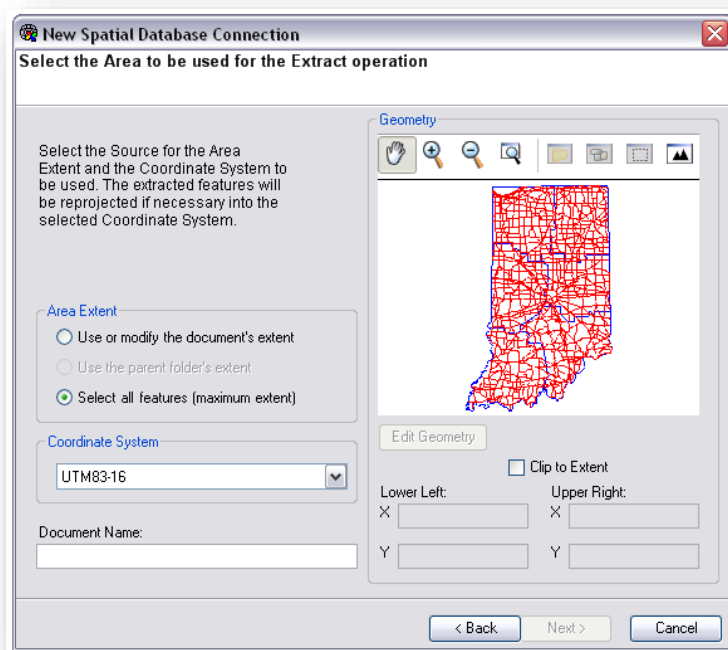 New Spatial Database Connection
Select the Area to be used for the Extract operation
Select the Source for the Area
Extent and the Coordinate System to
be used. The extracted features will
be reprojected if necessary into the
selected Coordinate System.
Area Extent
Use or modify the document's extent
Use the parent folder's extent
Select all features (maximum extent)
Coordinate System
UTM83-16
Document Name:
Geometry
Edit Geometry
Clip to Extent
Lower Left:
Upper Right:
X
X
Y
Y
< Back
Next >
Cancel